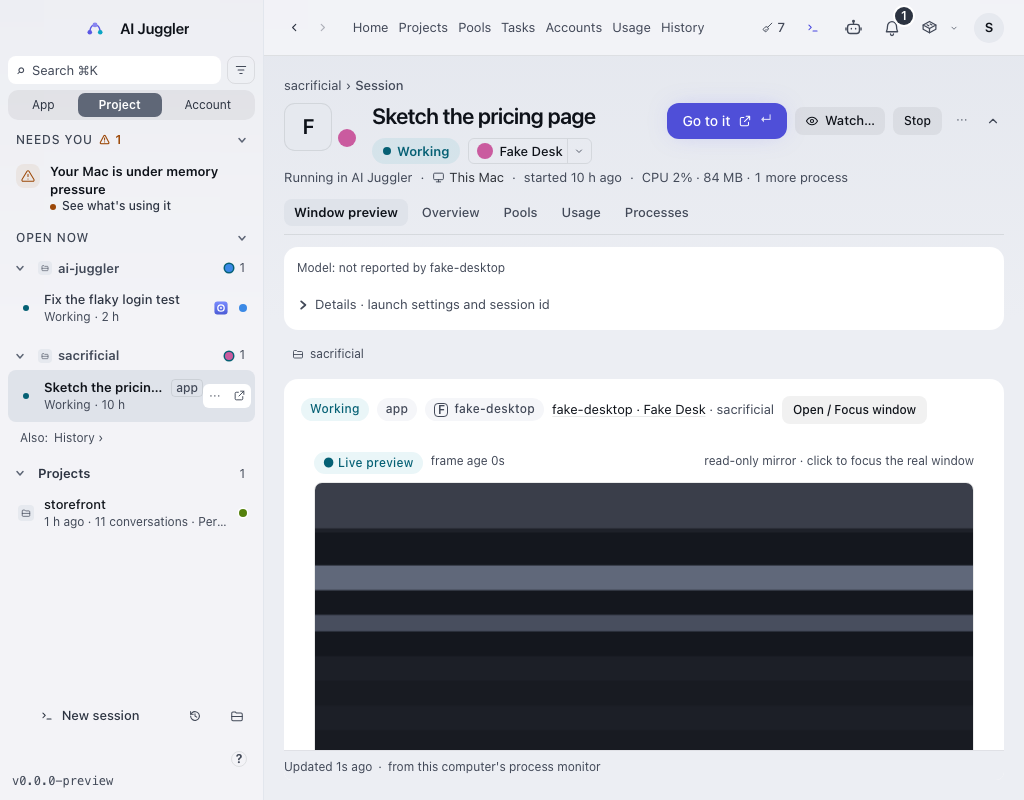 AI Juggler
Search ⌘K
App Project Account
NEEDS YOU 1
Your Mac is under memory
pressure
See what's using it
OPEN NOW
ai-juggler 1
Fix the flaky login test
Working · 2 h
sacrificial 1
Sketch the pricin... app ...
Working · 10 h
Also: History ›
Projects 1
storefront
1 h ago · 11 conversations · Per...
New session
?
v0.0.0-preview
Home Projects Pools Tasks Accounts Usage History 7 1 S
sacrificial › Session
F
Sketch the pricing page
Working Fake Desk
Go to it Watch... Stop ...
Running in AI Juggler · This Mac · started 10 h ago · CPU 2% · 84 MB · 1 more process
Window preview Overview Pools Usage Processes
Model: not reported by fake-desktop
Details · launch settings and session id
sacrificial
Working app F fake-desktop fake-desktop · Fake Desk · sacrificial Open / Focus window
Live preview frame age 0s read-only mirror · click to focus the real window
Updated 1s ago · from this computer's process monitor